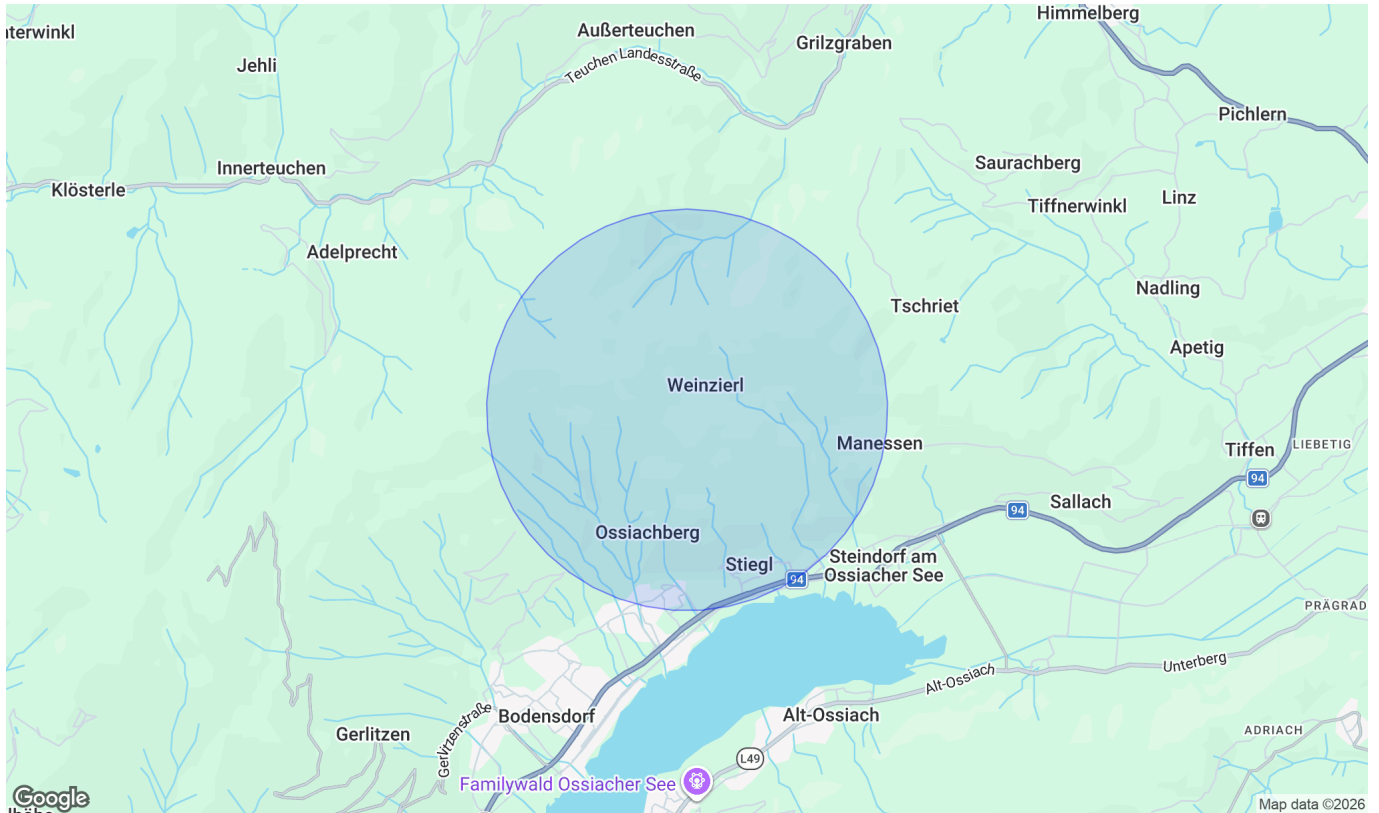 Himmelberg
Außerteuchen
Grilzgraben
Jehli
Teuchen Landesstraße
Pichlern
Innerteuchen
Saurachberg
Klösterle
Linz
Tiffnerwinkl
Adelprecht
Nadling
Tschriet
Apetig
Weinzierl
Manessen
Tiffen
LIEBETIG
94
Sallach
94
Ossiachberg
Steindorf am
Ossiacher See
Stiegl
94
PRÄGRAD
Unterberg
Alt-Ossiach
Gerlitzenstraße
Bodensdorf
Alt-Ossiach
Gerlitzen
ADRIACH
L49
Familywald Ossiacher See
Google
Map data ©2026